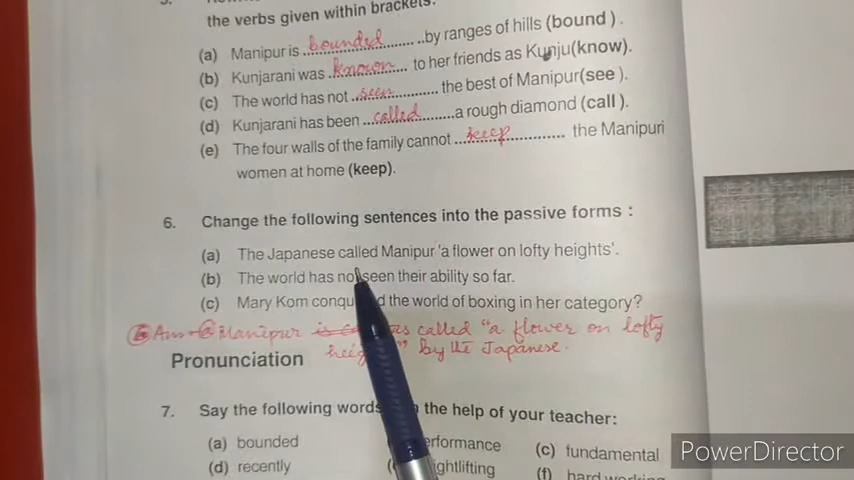 the verbs given within brackets.
(a) Manipur is bounded by ranges of hills (bound).
(b) Kunjarani was known to her friends as Kunju(know).
(c) The world has not seen the best of Manipur(see).
(d) Kunjarani has been called a rough diamond (call).
(e) The four walls of the family cannot keep the Manipuri
women at home (keep).
6. Change the following sentences into the passive forms :
(a) The Japanese called Manipur 'a flower on lofty heights'.
(b) The world has not seen their ability so far.
(c) Mary Kom the world of boxing in her category?
Ans Manipur called "a flower on lofty
by the Japanese.
Pronunciation
7. Say the following words the help of your teacher:
(a) bounded
(c) fundamental
(d) recently
(f)
PowerDirector